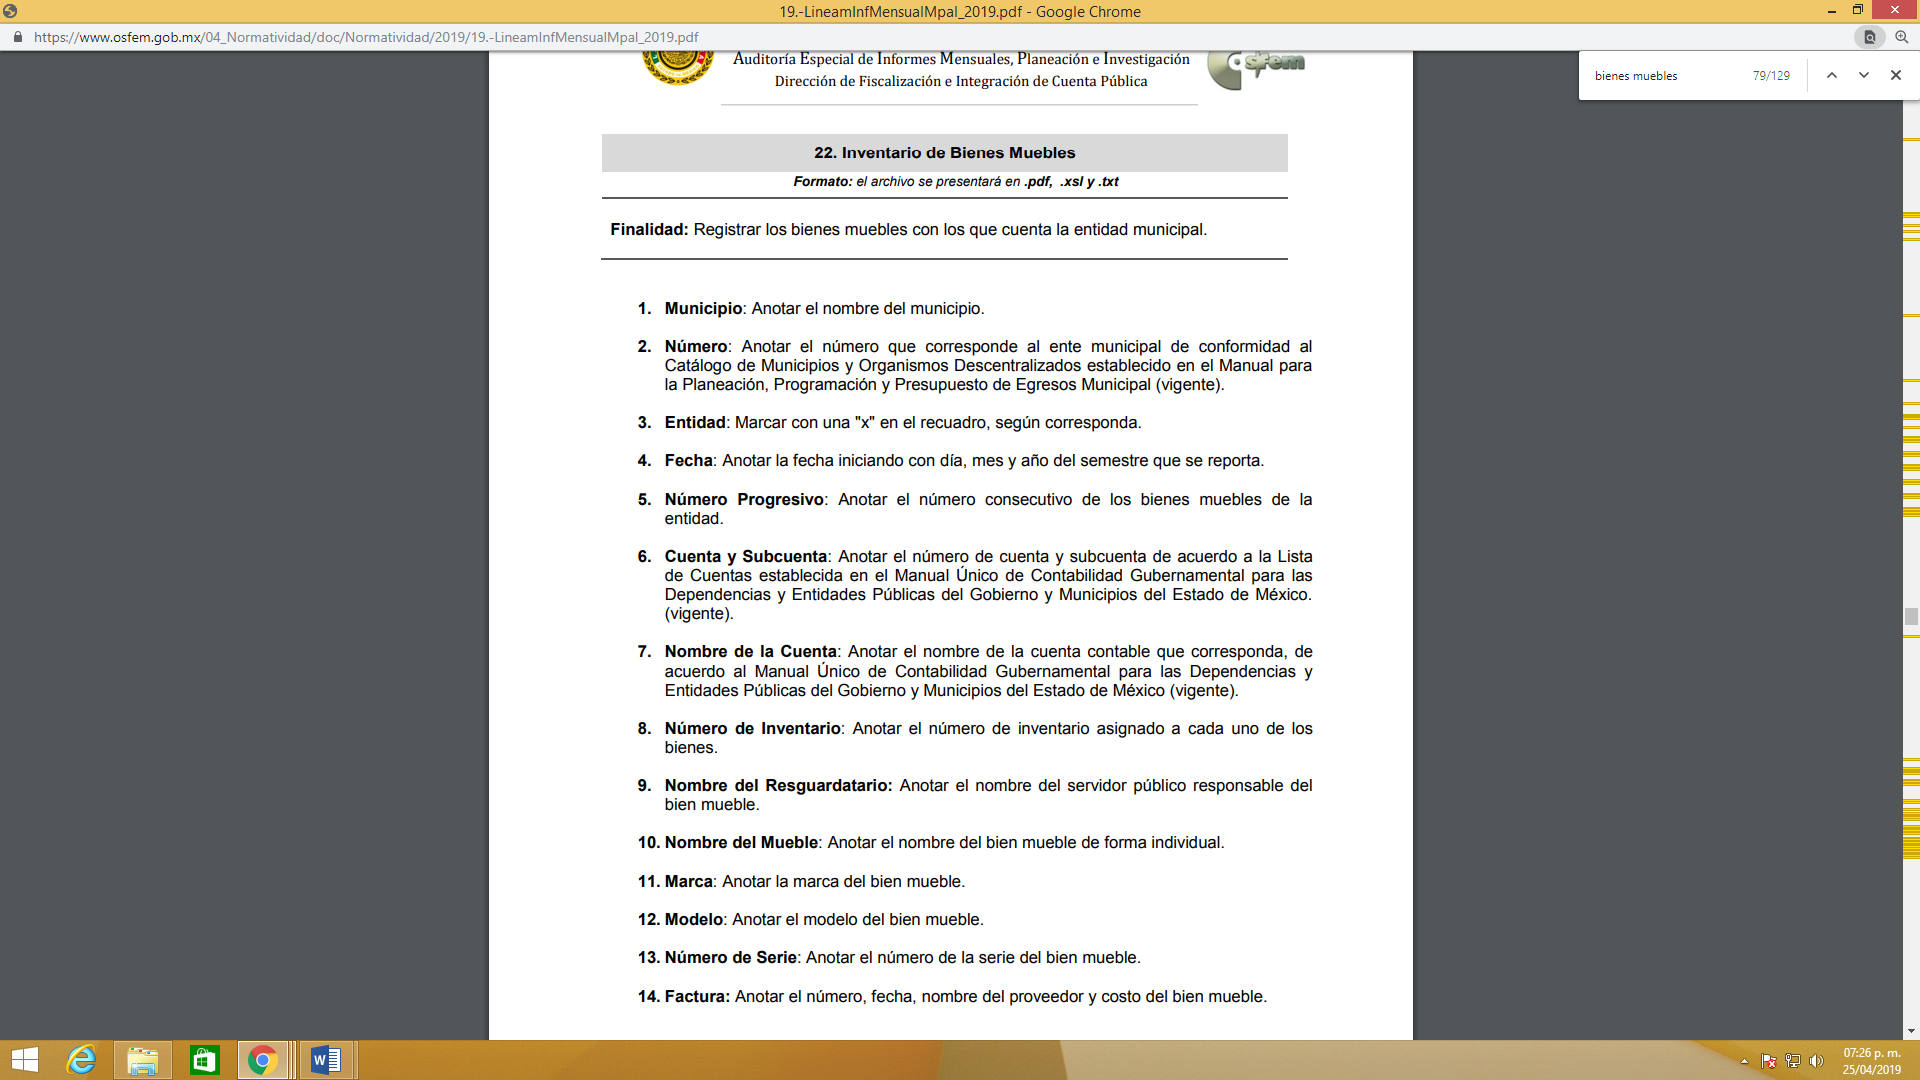 19.-LineamInfMensualMpal_2019.pdf - Google Chrome
https://www.osfem.gob.mx/04_Normatividad/doc/Normatividad/2019/19.-LineamInfMensualMpal_2019.pdf
bienes muebles 79/129
Auditoría Especial de Informes Mensuales, Planeación e Investigación
Dirección de Fiscalización e Integración de Cuenta Pública
osfem
22. Inventario de Bienes Muebles
Formato: el archivo se presentará en .pdf, .xsl y .txt
Finalidad: Registrar los bienes muebles con los que cuenta la entidad municipal.
1. Municipio: Anotar el nombre del municipio.
2. Número: Anotar el número que corresponde al ente municipal de conformidad al
Catálogo de Municipios y Organismos Descentralizados establecido en el Manual para
la Planeación, Programación y Presupuesto de Egresos Municipal (vigente).
3. Entidad: Marcar con una "x" en el recuadro, según corresponda.
4. Fecha: Anotar la fecha iniciando con día, mes y año del semestre que se reporta.
5. Número Progresivo: Anotar el número consecutivo de los bienes muebles de la
entidad.
6. Cuenta y Subcuenta: Anotar el número de cuenta y subcuenta de acuerdo a la Lista
de Cuentas establecida en el Manual Único de Contabilidad Gubernamental para las
Dependencias y Entidades Públicas del Gobierno y Municipios del Estado de México.
(vigente).
7. Nombre de la Cuenta: Anotar el nombre de la cuenta contable que corresponda, de
acuerdo al Manual Único de Contabilidad Gubernamental para las Dependencias y
Entidades Públicas del Gobierno y Municipios del Estado de México (vigente).
8. Número de Inventario: Anotar el número de inventario asignado a cada uno de los
bienes.
9. Nombre del Resguardatario: Anotar el nombre del servidor público responsable del
bien mueble.
10. Nombre del Mueble: Anotar el nombre del bien mueble de forma individual.
11. Marca: Anotar la marca del bien mueble.
12. Modelo: Anotar el modelo del bien mueble.
13. Número de Serie: Anotar el número de la serie del bien mueble.
14. Factura: Anotar el número, fecha, nombre del proveedor y costo del bien mueble.
07:26 p. m.
25/04/2019